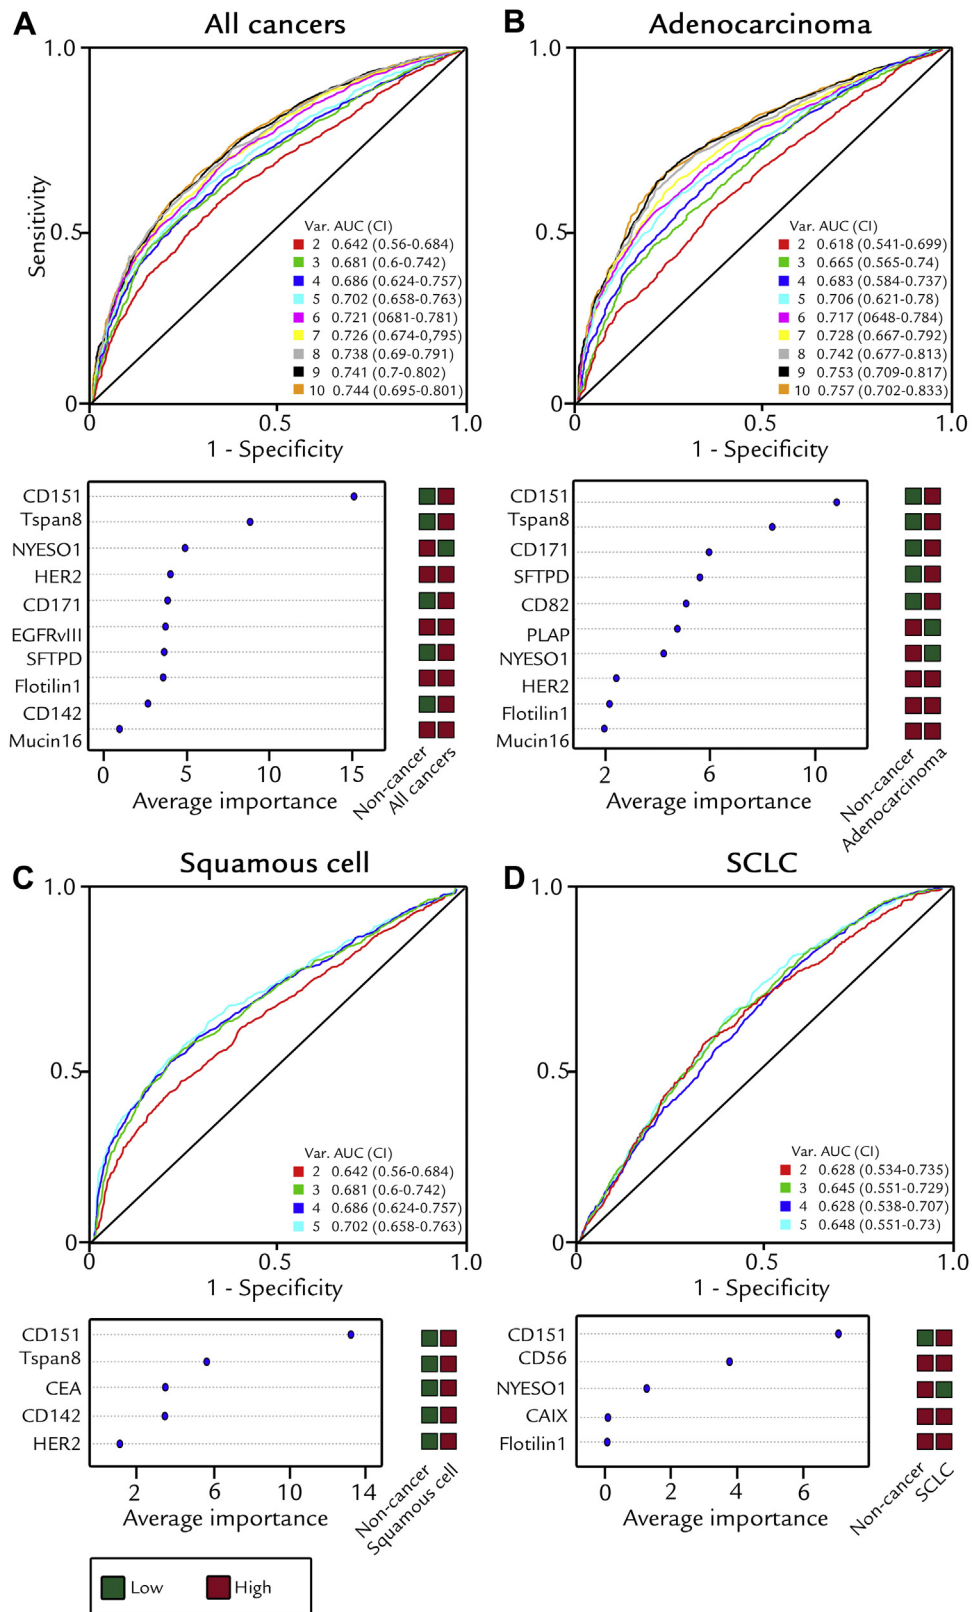 A All cancers
1.0
Sensitivity
0.5
0
Var. AUC (CI)
2 0.642 (0.56-0.684)
3 0.681 (0.6-0.742)
4 0.686 (0.624-0.757)
5 0.702 (0.658-0.763)
6 0.721 (0681-0.781)
7 0.726 (0.674-0,795)
8 0.738 (0.69-0.791)
9 0.741 (0.7-0.802)
10 0.744 (0.695-0.801)
0 0.5 1.0
1 - Specificity
CD151
Tspan8
NYESO1
HER2
CD171
EGFRvIII
SFTPD
Flotilin1
CD142
Mucin16
0 5 10 15
Average importance
Non-cancer
All cancers
B Adenocarcinoma
1.0
0.5
0
Var. AUC (CI)
2 0.618 (0.541-0.699)
3 0.665 (0.565-0.74)
4 0.683 (0.584-0.737)
5 0.706 (0.621-0.78)
6 0.717 (0648-0.784)
7 0.728 (0.667-0.792)
8 0.742 (0.677-0.813)
9 0.753 (0.709-0.817)
10 0.757 (0.702-0.833)
0 0.5 1.0
1 - Specificity
CD151
Tspan8
CD171
SFTPD
CD82
PLAP
NYESO1
HER2
Flotilin1
Mucin16
2 6 10
Average importance
Non-cancer
Adenocarcinoma
C Squamous cell
1.0
0.5
0
Var. AUC (CI)
2 0.642 (0.56-0.684)
3 0.681 (0.6-0.742)
4 0.686 (0.624-0.757)
5 0.702 (0.658-0.763)
0 0.5 1.0
1 - Specificity
CD151
Tspan8
CEA
CD142
HER2
2 6 10 14
Average importance
Non-cancer
Squamous cell
D SCLC
1.0
0.5
0
Var. AUC (CI)
2 0.628 (0.534-0.735)
3 0.645 (0.551-0.729)
4 0.628 (0.538-0.707)
5 0.648 (0.551-0.73)
0 0.5 1.0
1 - Specificity
CD151
CD56
NYESO1
CAIX
Flotilin1
0 2 4 6
Average importance
Non-cancer
SCLC
Low High